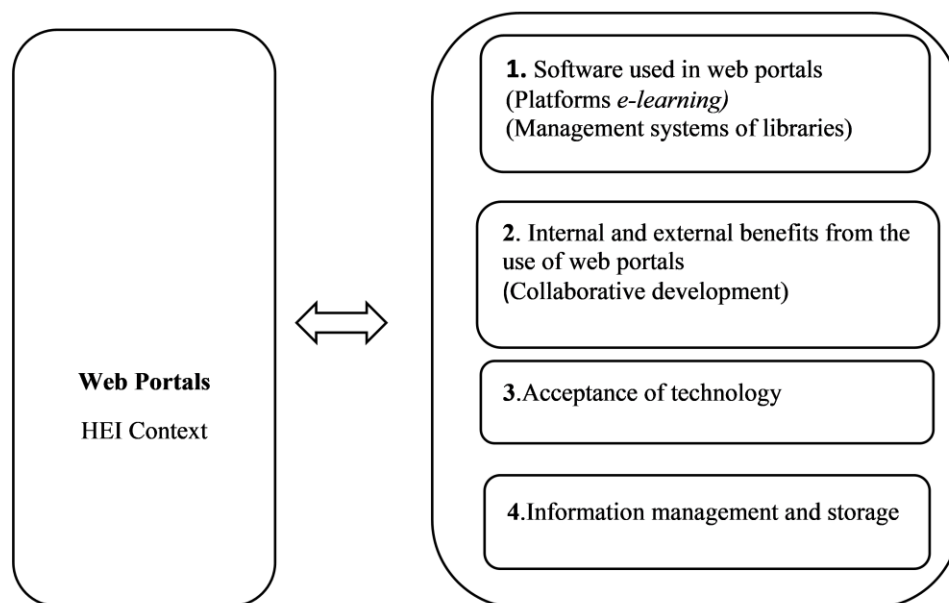 Web Portals
HEI Context
1. Software used in web portals
(Platforms e-learning)
(Management systems of libraries)
2. Internal and external benefits from the
use of web portals
(Collaborative development)
3.Acceptance of technology
4.Information management and storage